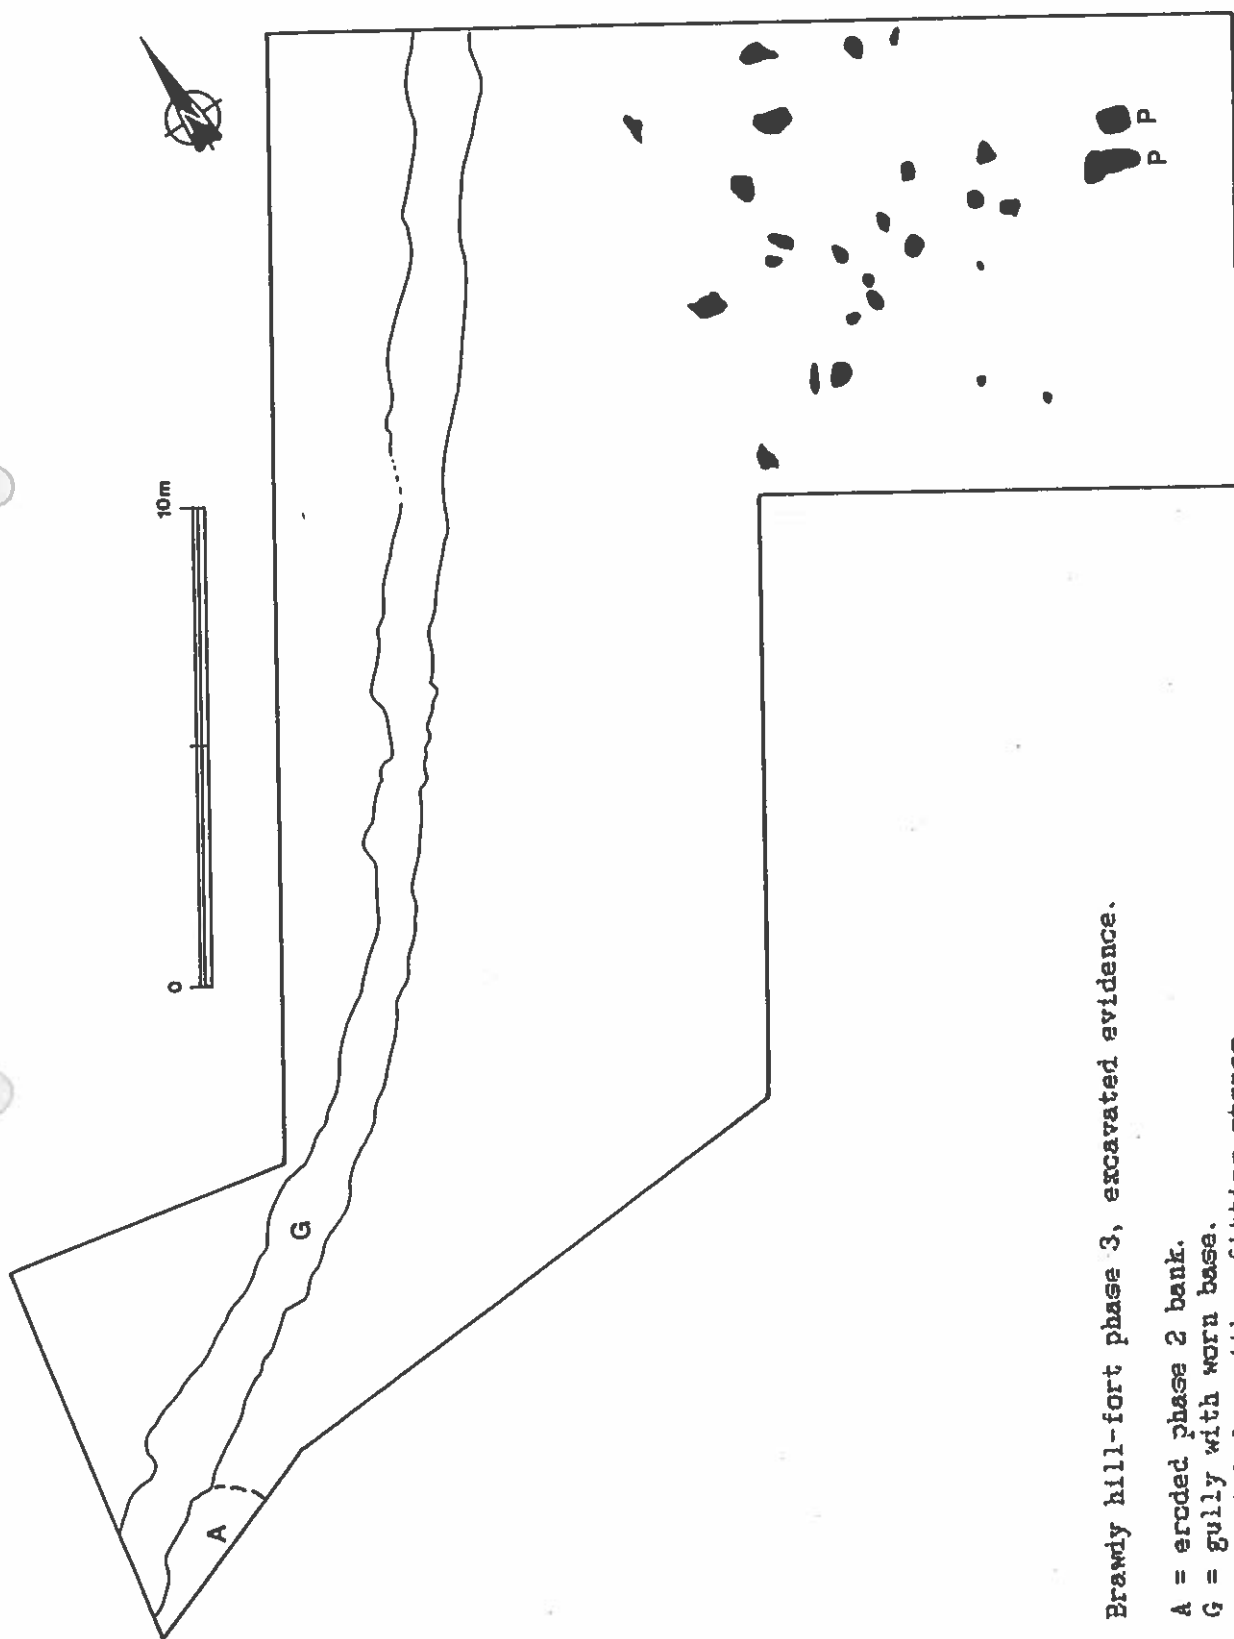 N
0
10m
G
A
P
P
Brawdy hill-fort phase 3, excavated evidence.
A = eroded phase 2 bank.
G = gully with worn base.